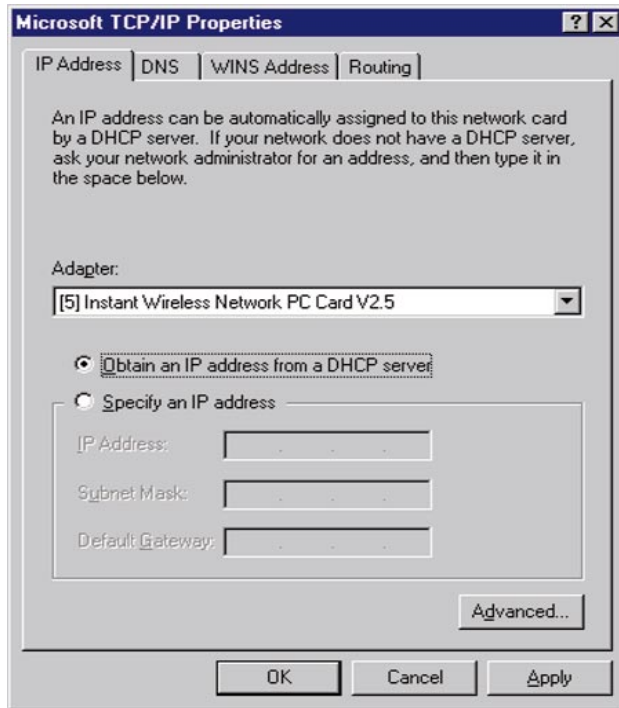 Microsoft TCP/IP Properties
IP Address DNS WINS Address Routing
An IP address can be automatically assigned to this network card
by a DHCP server. If your network does not have a DHCP server,
ask your network administrator for an address, and then type it in
the space below.
Adapter:
[5] Instant Wireless Network PC Card V2.5
Obtain an IP address from a DHCP server
Specify an IP address
IP Address:
Subnet Mask:
Default Gateway:
Advanced...
OK Cancel Apply